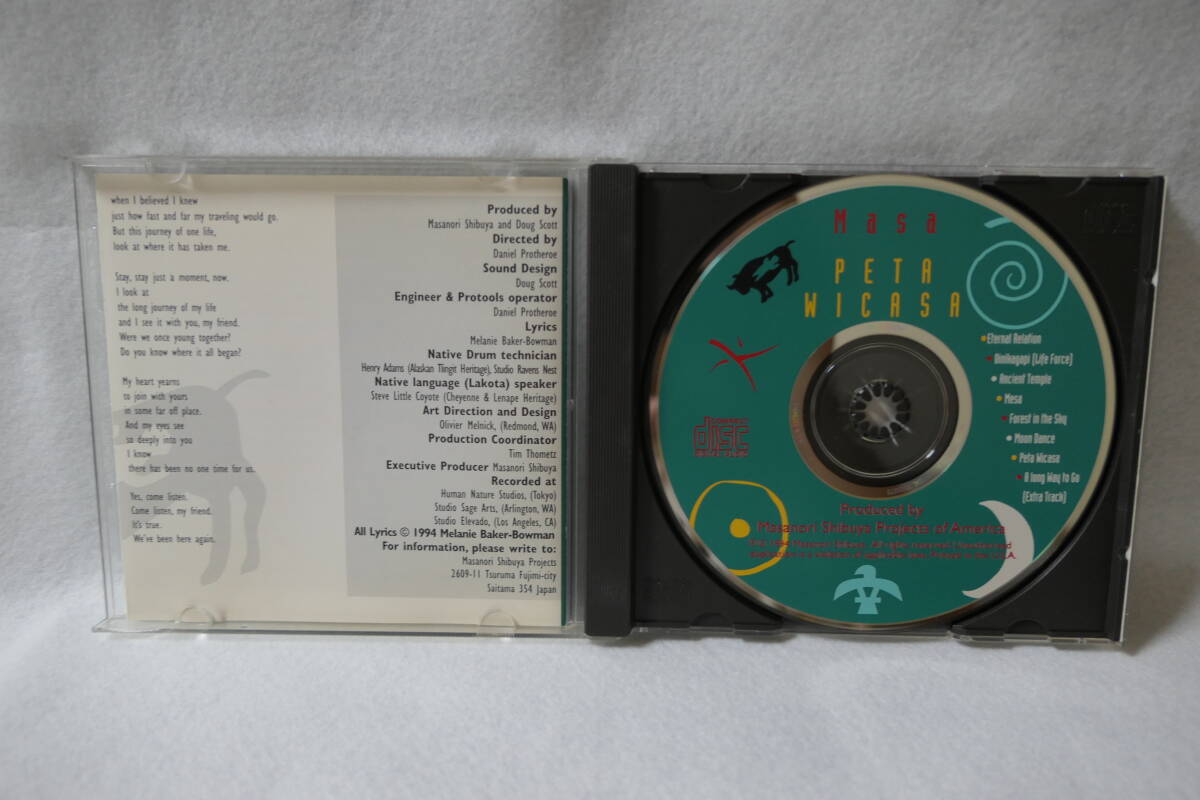 when I believed I knew
just how fast and far my traveling would go.
But this journey of one life,
look at where it has taken me.
Stay, stay just a moment, now.
I look at
the long journey of my life
and I see it with you, my friend.
Were we once young together?
Do you know where it all began?
My heart yearns
to join with yours
in some far off place.
And my eyes see
so deeply into you
I know
there has been no one time for us.
Yes, come listen.
Come listen, my friend.
It's true.
We've been here again.
Produced by
Masanori Shibuya and Doug Scott
Directed by
Daniel Protheroe
Sound Design
Doug Scott
Engineer & Protools operator
Daniel Protheroe
Lyrics
Melanie Baker-Bowman
Native Drum technician
Henry Adams (Alaskan Tlingit Heritage), Studio Ravens Nest
Native language (Lakota) speaker
Steve Little Coyote (Cheyenne & Lenape Heritage)
Art Direction and Design
Olivier Melnick, (Redmond, WA)
Production Coordinator
Tim Thometz
Executive Producer Masanori Shibuya
Recorded at
Human Nature Studios, (Tokyo)
Studio Sage Arts, (Arlington, WA)
Studio Elevado, (Los Angeles, CA)
All Lyrics © 1994 Melanie Baker-Bowman
For information, please write to:
Masanori Shibuya Projects
2609-11 Tsuruma Fujimi-city
Saitama 354 Japan
Masa
PETA
WICASA
Eternal Relation
Oinikagapi (Life Force)
Ancient Temple
Mesa
Forest in the Sky
Moon Dance
Peta Wicasa
A long Way to Go
(Extra Track)
COMPACT
disc
Produced by
Masanori Shibuya Projects of America